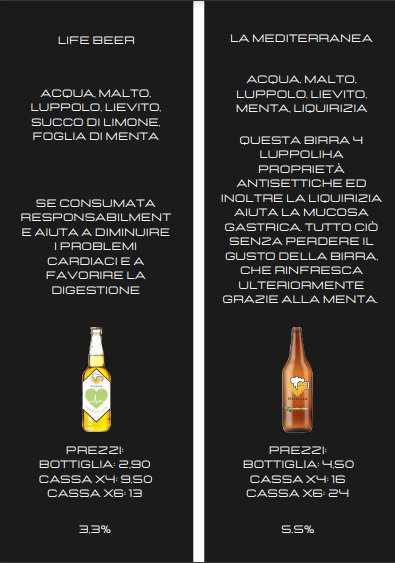 LIFE BEER
ACQUA, MALTO,
LUPPOLO, LIEVITO,
SUCCO DI LIMONE,
FOGLIA DI MENTA
SE CONSUMATA
RESPONSABILMENT
E AIUTA A DIMINUIRE
I PROBLEMI
CARDIACI E A
FAVORIRE LA
DIGESTIONE
PREZZI:
BOTTIGLIA: 2,90
CASSA X4: 9,50
CASSA X6: 13
3.3%
LA MEDITERRANEA
ACQUA, MALTO,
LUPPOLO, LIEVITO,
MENTA, LIQUIRIZIA
QUESTA BIRRA 4
LUPPOLIHA
PROPRIETÀ
ANTISETTICHE ED
INOLTRE LA LIQUIRIZIA
AIUTA LA MUCOSA
GASTRICA. TUTTO CIÒ
SENZA PERDERE IL
GUSTO DELLA BIRRA,
CHE RINFRESCA
ULTERIORMENTE
GRAZIE ALLA MENTA.
PREZZI:
BOTTIGLIA: 4,50
CASSA X4: 16
CASSA X6: 24
5,5%